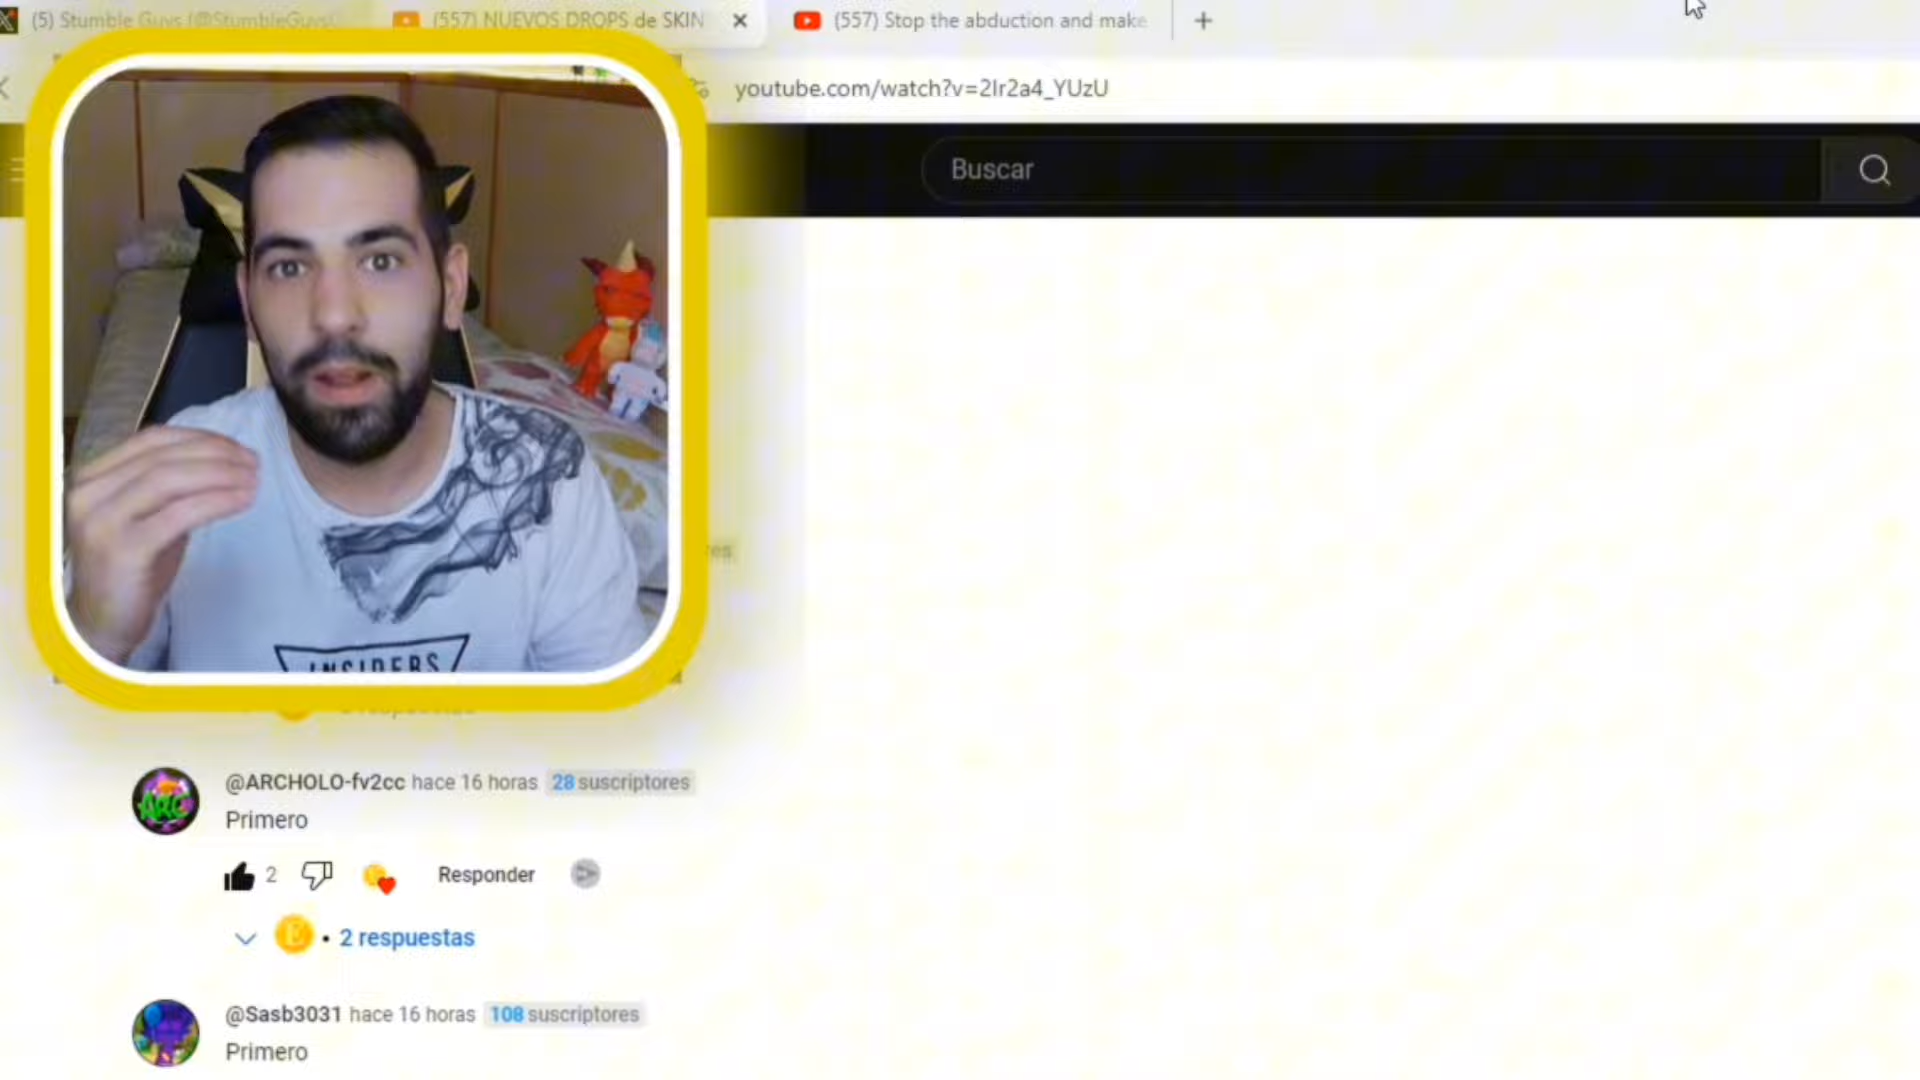 (5) Stumble Guys (@StumbleGuys)
(557) NUEVOS DROPS de SKIN
(557) Stop the abduction and make
youtube.com/watch?v=2lr2a4_YUzU
Buscar
INSIDERS
@ARCHOLO-fv2cc hace 16 horas 28 suscriptores
Primero
2
Responder
E • 2 respuestas
@Sasb3031 hace 16 horas 108 suscriptores
Primero